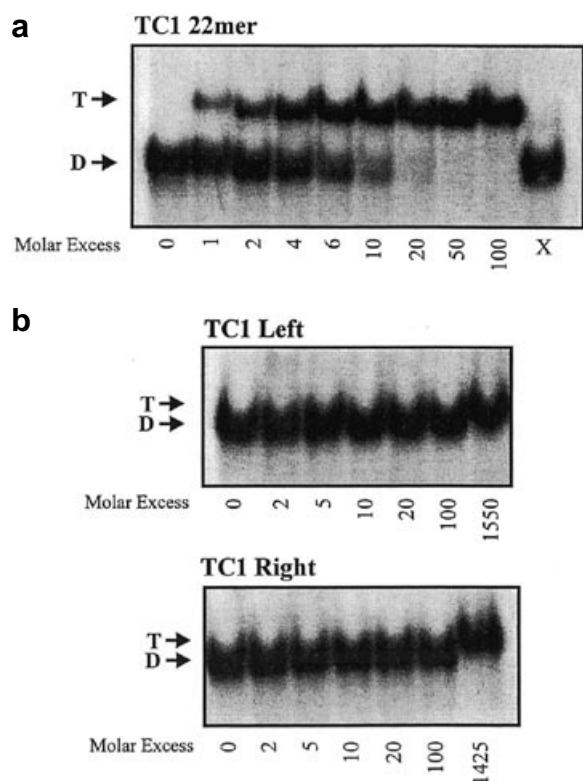 a
TC1 22mer
T →
D →
Molar Excess 0 1 2 4 6 10 20 50 100 X
b
TC1 Left
T →
D →
Molar Excess 0 2 5 10 20 100 1550
TC1 Right
T →
D →
Molar Excess 0 2 5 10 20 100 1425